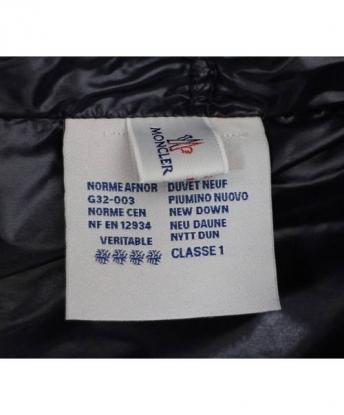 MONCLER
NORME AFNOR
G32-003
NORME CEN
NF EN 12934
VERITABLE
DUVET NEUF
PIUMINO NUOVO
NEW DOWN
NEU DAUNE
NYTT DUN
CLASSE 1